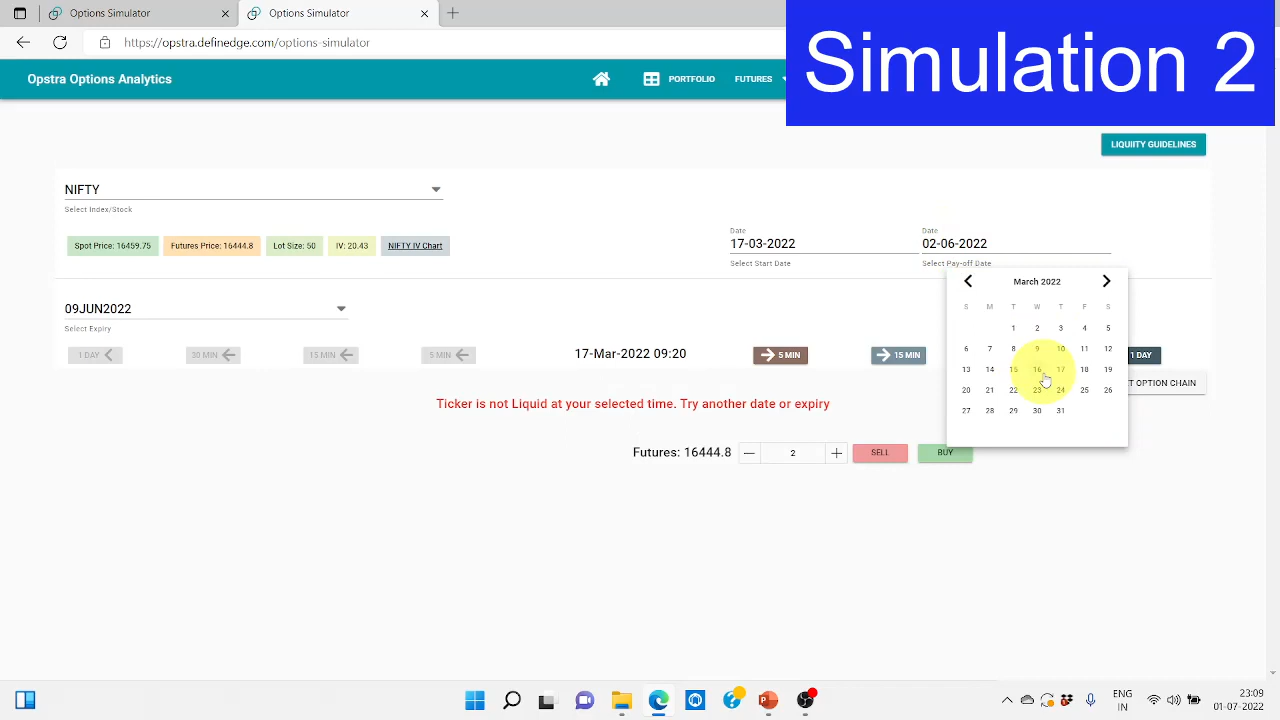 Simulation 2
https://opstra.definedge.com/options-simulator
Opstra Options Analytics
PORTFOLIO
FUTURES
LIQUIITY GUIDELINES
NIFTY
Select Index/Stock
Spot Price: 16459.75
Futures Price: 16444.8
Lot Size: 50
IV: 20.43
NIFTY IV Chart
Date
17-03-2022
Select Start Date
Date
02-06-2022
Select Pay-off Date
March 2022
S M T W T F S
1 2 3 4 5
6 7 8 9 10 11 12
13 14 15 16 17 18 19
20 21 22 23 24 25 26
27 28 29 30 31
09JUN2022
Select Expiry
1 DAY
30 MIN
15 MIN
5 MIN
17-Mar-2022 09:20
5 MIN
15 MIN
1 DAY
T OPTION CHAIN
Ticker is not Liquid at your selected time. Try another date or expiry
Futures: 16444.8
2
SELL
BUY
ENG
IN
23:09
01-07-2022